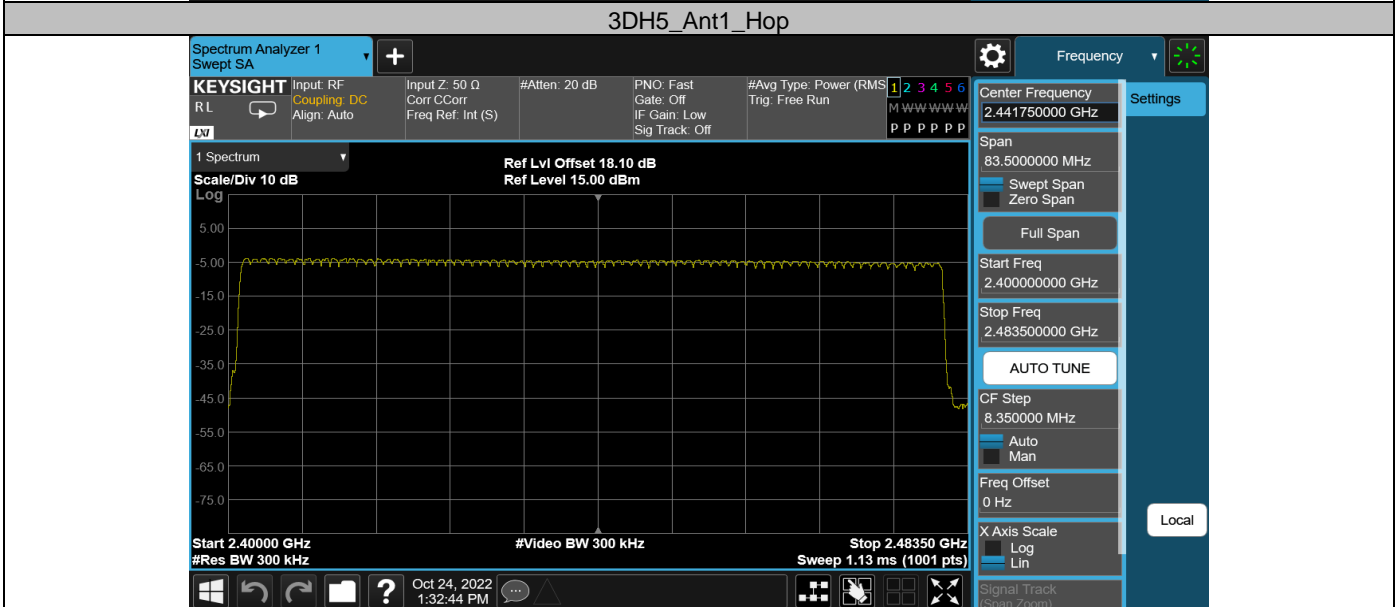 3DH5_Ant1_Hop
Spectrum Analyzer 1
Swept SA
+
Frequency
KEYSIGHT
R L
LXI
Input: RF
Coupling: DC
Align: Auto
Input Z: 50 Ω
Corr CCorr
Freq Ref: Int (S)
#Atten: 20 dB
PNO: Fast
Gate: Off
IF Gain: Low
Sig Track: Off
#Avg Type: Power (RMS
Trig: Free Run
1 2 3 4 5 6
M W W W W W
P P P P P P
1 Spectrum
Scale/Div 10 dB
Ref Lvl Offset 18.10 dB
Ref Level 15.00 dBm
Log
5.00
-5.00
-15.0
-25.0
-35.0
-45.0
-55.0
-65.0
-75.0
Start 2.40000 GHz
#Res BW 300 kHz
#Video BW 300 kHz
Stop 2.48350 GHz
Sweep 1.13 ms (1001 pts)
Center Frequency
2.441750000 GHz
Settings
Span
83.5000000 MHz
Swept Span
Zero Span
Full Span
Start Freq
2.400000000 GHz
Stop Freq
2.483500000 GHz
AUTO TUNE
CF Step
8.350000 MHz
Auto
Man
Freq Offset
0 Hz
X Axis Scale
Log
Lin
Local
Signal Track
(Span Zoom)
?
Oct 24, 2022
1:32:44 PM